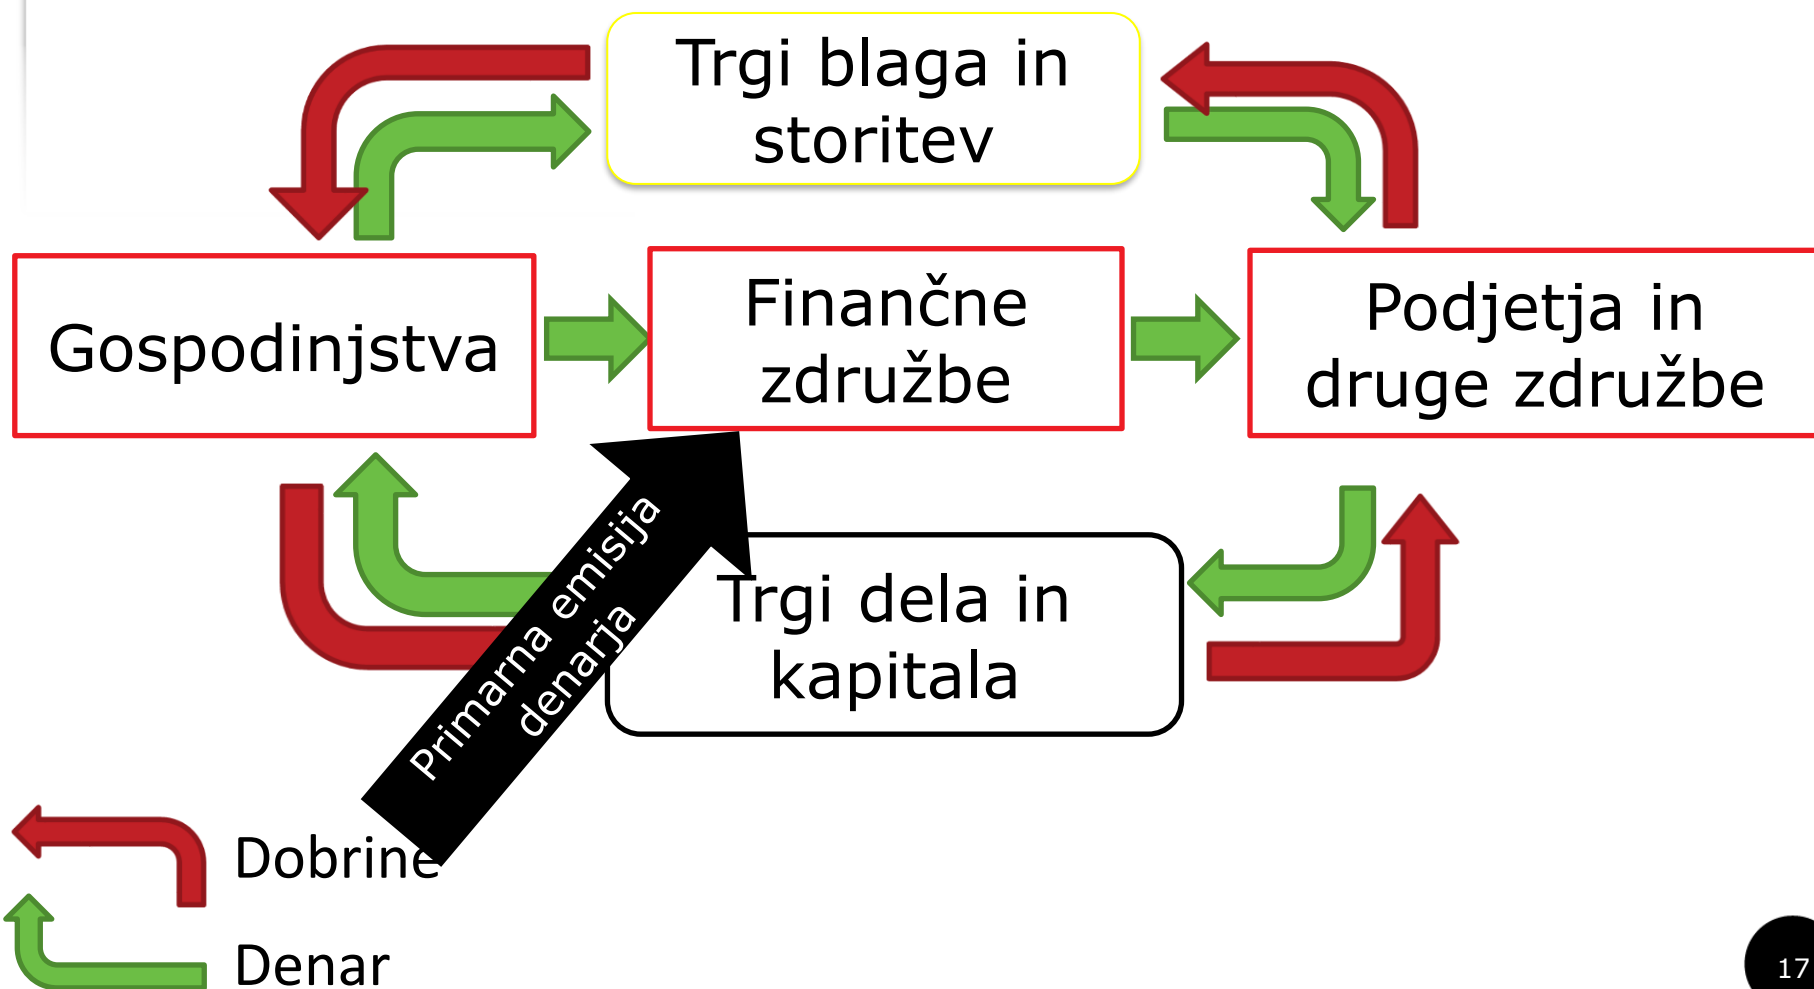 Trgi blaga in
storitev
Gospodinjstva
Finančne
združbe
Podjetja in
druge združbe
Primarna emisija
denarja
Trgi dela in
kapitala
Dobrine
Denar
17